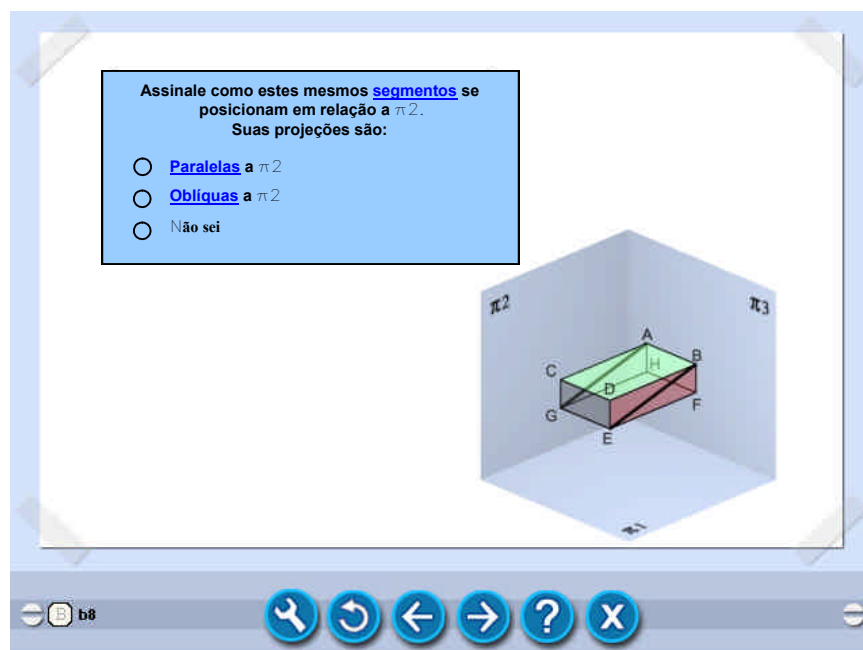 Assinale como estes mesmos segmentos se
posicionam em relação a π2.
Suas projeções são:
Paralelas a π2
Oblíquas a π2
Não sei
π2
π3
A
B
C
H
D
G
F
E
π1
B b8
?
X